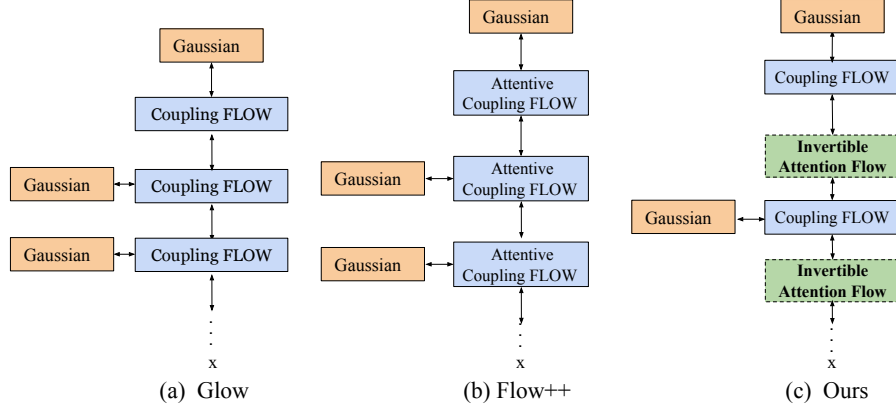 Gaussian
Coupling FLOW
Gaussian
Coupling FLOW
Gaussian
Coupling FLOW
x
(a) Glow
Gaussian
Attentive
Coupling FLOW
Gaussian
Attentive
Coupling FLOW
Gaussian
Attentive
Coupling FLOW
x
(b) Flow++
Gaussian
Coupling FLOW
Invertible
Attention Flow
Gaussian
Coupling FLOW
Invertible
Attention Flow
x
(c) Ours